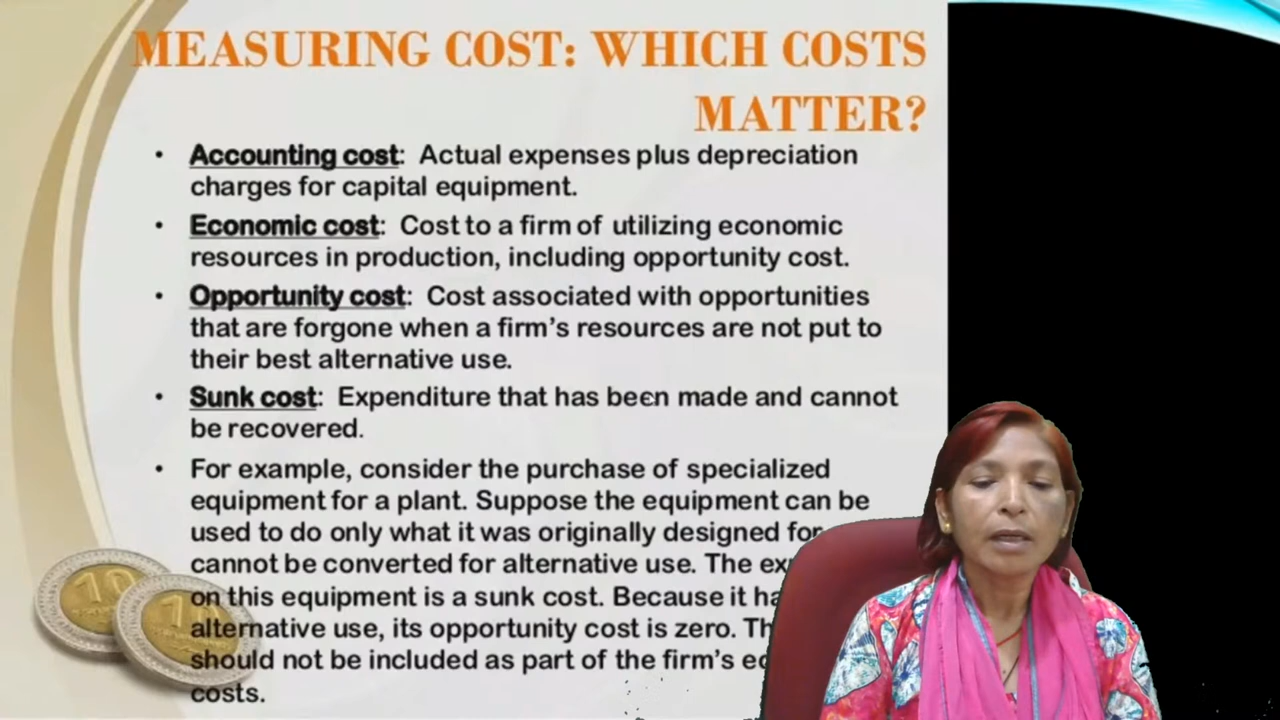 MEASURING COST: WHICH COSTS
MATTER?
• Accounting cost: Actual expenses plus depreciation
charges for capital equipment.
• Economic cost: Cost to a firm of utilizing economic
resources in production, including opportunity cost.
• Opportunity cost: Cost associated with opportunities
that are forgone when a firm’s resources are not put to
their best alternative use.
• Sunk cost: Expenditure that has been made and cannot
be recovered.
• For example, consider the purchase of specialized
equipment for a plant. Suppose the equipment can be
used to do only what it was originally designed for
cannot be converted for alternative use. The
on this equipment is a sunk cost. Because it
alternative use, its opportunity cost is zero.
should not be included as part of the firm’s
costs.
10